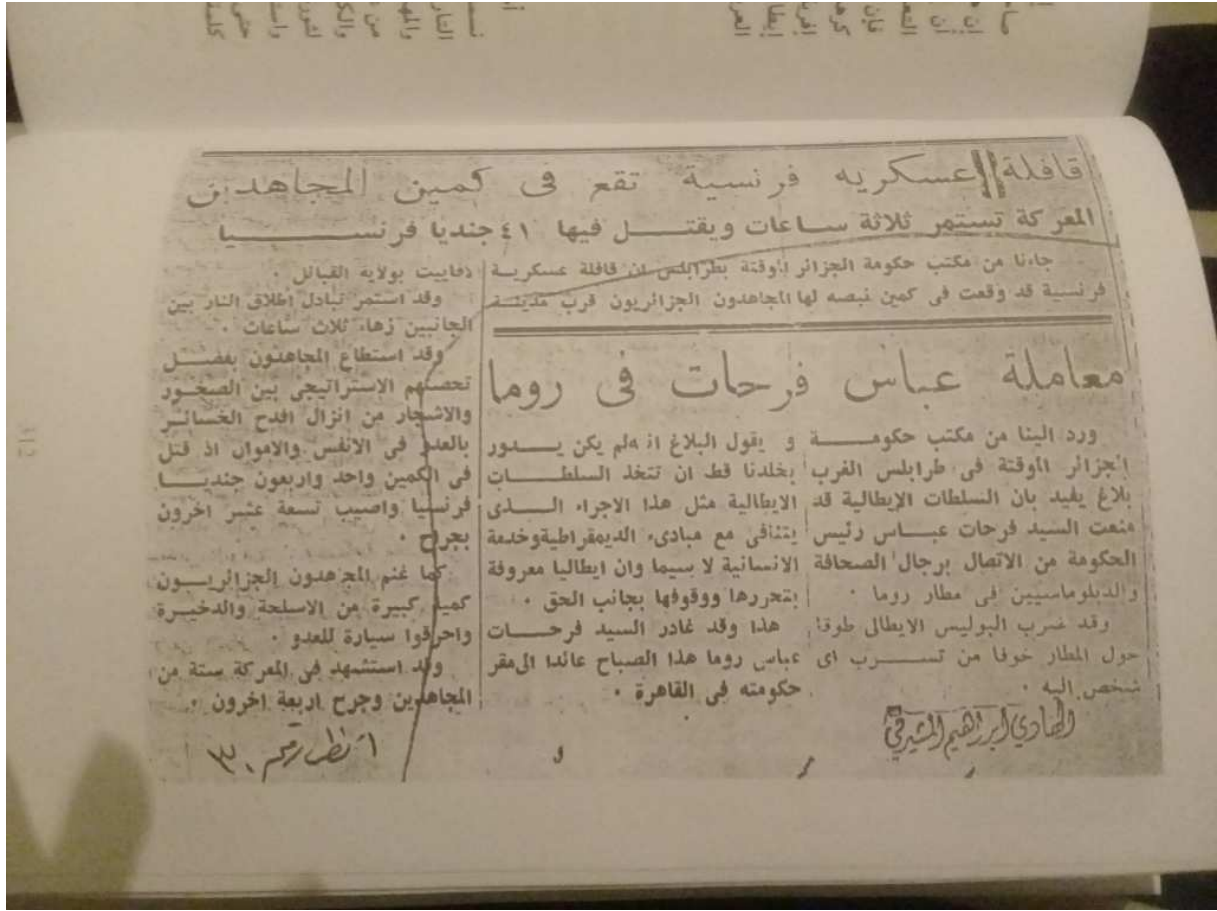 قافلة عسكريه فرنسية تقع فى كمين المجاهدين
المعركة تستمر ثلاثة ساعات ويقتل فيها ٤١ جنديا فرنسيا
جاءنا من مكتب حكومة الجزائر المؤقتة بطرابلس ان قافلة عسكرية
فرنسية قد وقعت فى كمين نصبه لها المجاهدون الجزائريون قرب مدينة
ذفاييت بولاية القبائل .
وقد استمر تبادل اطلاق النار بين
الجانبين زهاء ثلاث ساعات .
وقد استطاع المجاهدون بفضل
تحصنهم الاستراتيجى بين الصخور
والاشجار من انزال افدح الخسائر
بالعدو فى الانفس والاموال اذ قتل
فى الكمين واحد واربعون جنديا
فرنسيا واصيب تسعة عشر اخرون
بجراح .
كما غنم المجاهدون الجزائريون
كمية كبيرة من الاسلحة والذخيرة
واحرقوا سيارة للعدو .
وقد استشهد فى المعركة ستة من
المجاهدين وجرح اربعة اخرون .
معاملة عباس فرحات فى روما
ورد الينا من مكتب حكومة
الجزائر المؤقتة فى طرابلس الغرب
بلاغ يفيد بان السلطات الايطالية قد
منعت السيد فرحات عباس رئيس
الحكومة من الاتصال برجال الصحافة
والدبلوماسيين فى مطار روما .
وقد ضرب البوليس الايطالى طوقا
حول المطار خوفا من تسرب اى
شخص اليه .
و يقول البلاغ انه لم يكن يدور
بخلدنا قط ان تتخذ السلطات
الايطالية مثل هذا الاجراء الذى
يتنافى مع مبادىء الديمقراطية وخدمة
الانسانية لا سيما وان ايطاليا معروفة
بتحررها ووقوفها بجانب الحق .
هذا وقد غادر السيد فرحات
عباس روما هذا الصباح عائدا الى مقر
حكومته فى القاهرة .
الهادي ابراهيم المشيرقي